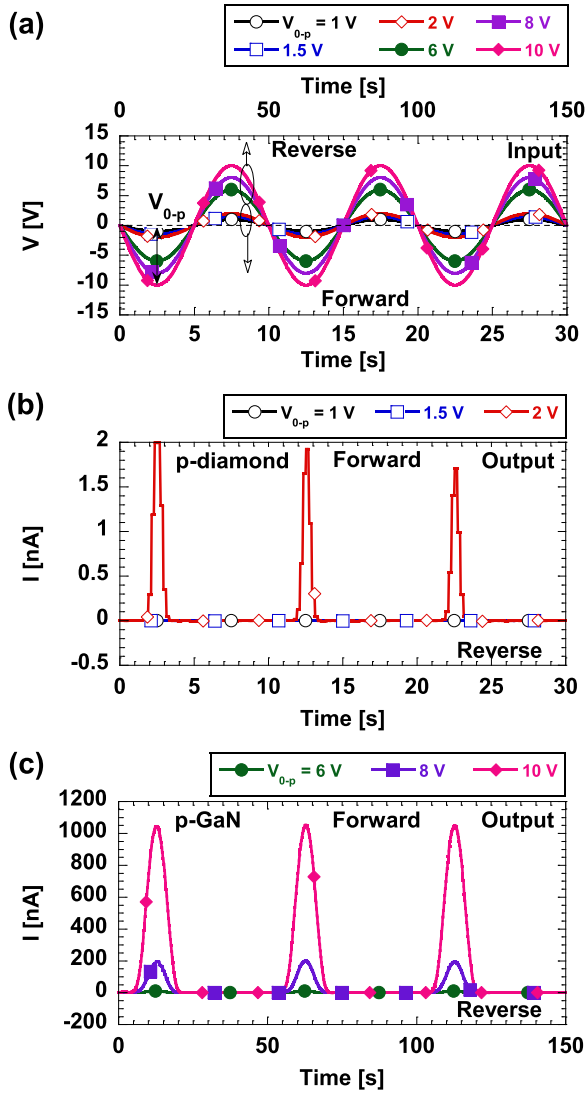 (a)
V0-p = 1 V 2 V 8 V
1.5 V 6 V 10 V
Time [s]
0 50 100 150
15
10
5
0
-5
-10
-15
V [V]
Reverse Input
V0-p
Forward
0 5 10 15 20 25 30
Time [s]
(b)
V0-p = 1 V 1.5 V 2 V
2
1.5
1
0.5
0
-0.5
I [nA]
p-diamond Forward Output
Reverse
0 5 10 15 20 25 30
Time [s]
(c)
V0-p = 6 V 8 V 10 V
1200
1000
800
600
400
200
0
-200
I [nA]
p-GaN Forward Output
Reverse
0 50 100 150
Time [s]